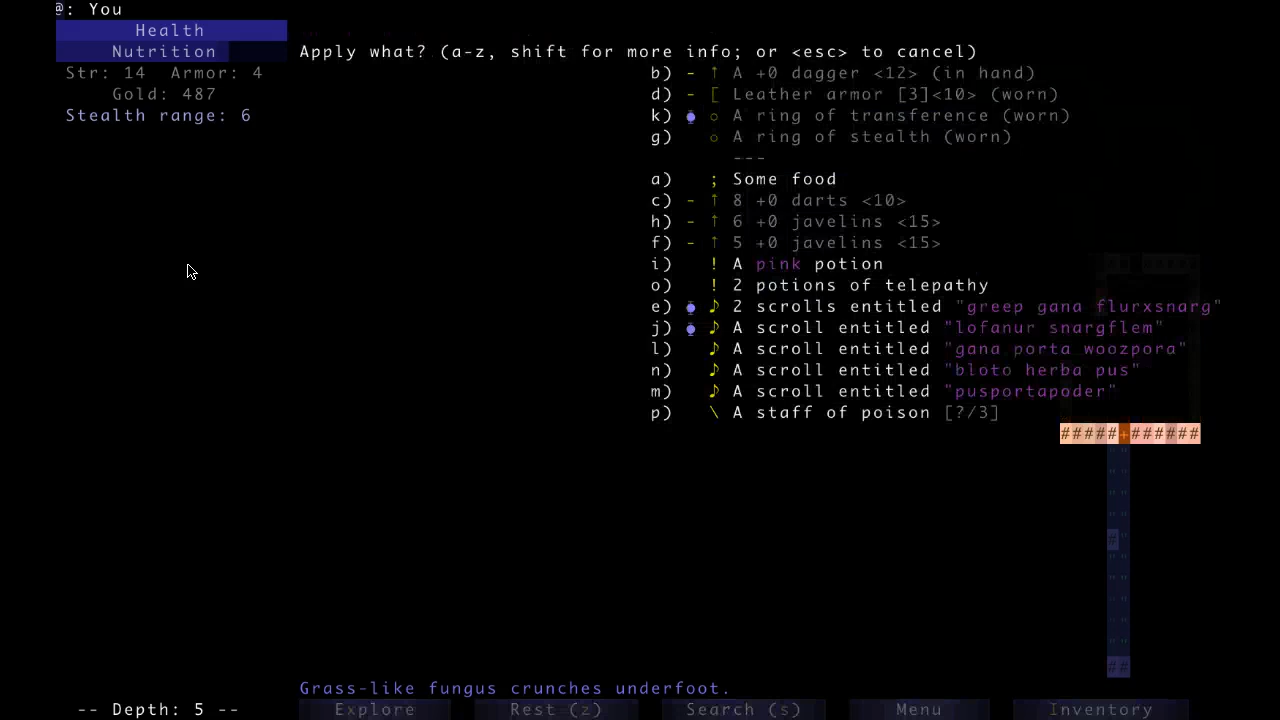 @: You
Health
Nutrition
Str: 14 Armor: 4
Gold: 487
Stealth range: 6
Apply what? (a-z, shift for more info; or <esc> to cancel)
b) - ↑ A +0 dagger <12> (in hand)
d) - [ Leather armor [3]<10> (worn)
k) ● ○ A ring of transference (worn)
g) ○ A ring of stealth (worn)
---
a) ; Some food
c) - ↑ 8 +0 darts <10>
h) - ↑ 6 +0 javelins <15>
f) - ↑ 5 +0 javelins <15>
i) ! A pink potion
o) ! 2 potions of telepathy
e) ● ♪ 2 scrolls entitled "greep gana flurxsnarg"
j) ● ♪ A scroll entitled "lofanur snargflem"
l) ♪ A scroll entitled "gana porta woozpora"
n) ♪ A scroll entitled "bloto herba pus"
m) ♪ A scroll entitled "pusportapoder"
p) \ A staff of poison [?/3]
#####+######
#
##
Grass-like fungus crunches underfoot.
-- Depth: 5 --
Explore
Rest (z)
Search (s)
Menu
Inventory